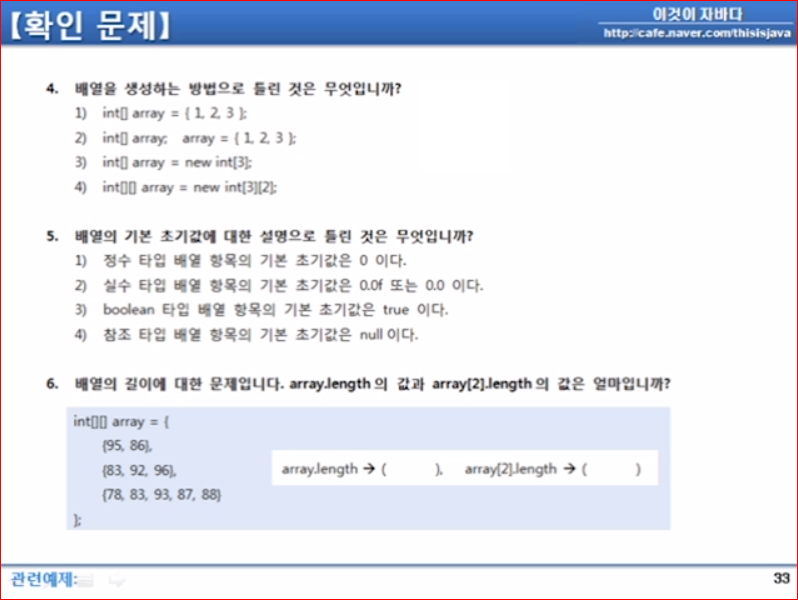 【확인 문제】
이것이 자바다
http://cafe.naver.com/thisisjava
4. 배열을 생성하는 방법으로 틀린 것은 무엇입니까?
1) int[] array = { 1, 2, 3 };
2) int[] array; array = { 1, 2, 3 };
3) int[] array = new int[3];
4) int[][] array = new int[3][2];
5. 배열의 기본 초기값에 대한 설명으로 틀린 것은 무엇입니까?
1) 정수 타입 배열 항목의 기본 초기값은 0 이다.
2) 실수 타입 배열 항목의 기본 초기값은 0.0f 또는 0.0 이다.
3) boolean 타입 배열 항목의 기본 초기값은 true 이다.
4) 참조 타입 배열 항목의 기본 초기값은 null 이다.
6. 배열의 길이에 대한 문제입니다. array.length 의 값과 array[2].length 의 값은 얼마입니까?
int[][] array = {
{95, 86},
{83, 92, 96},
{78, 83, 93, 87, 88}
};
array.length → ( ), array[2].length → ( )
관련예제:
33